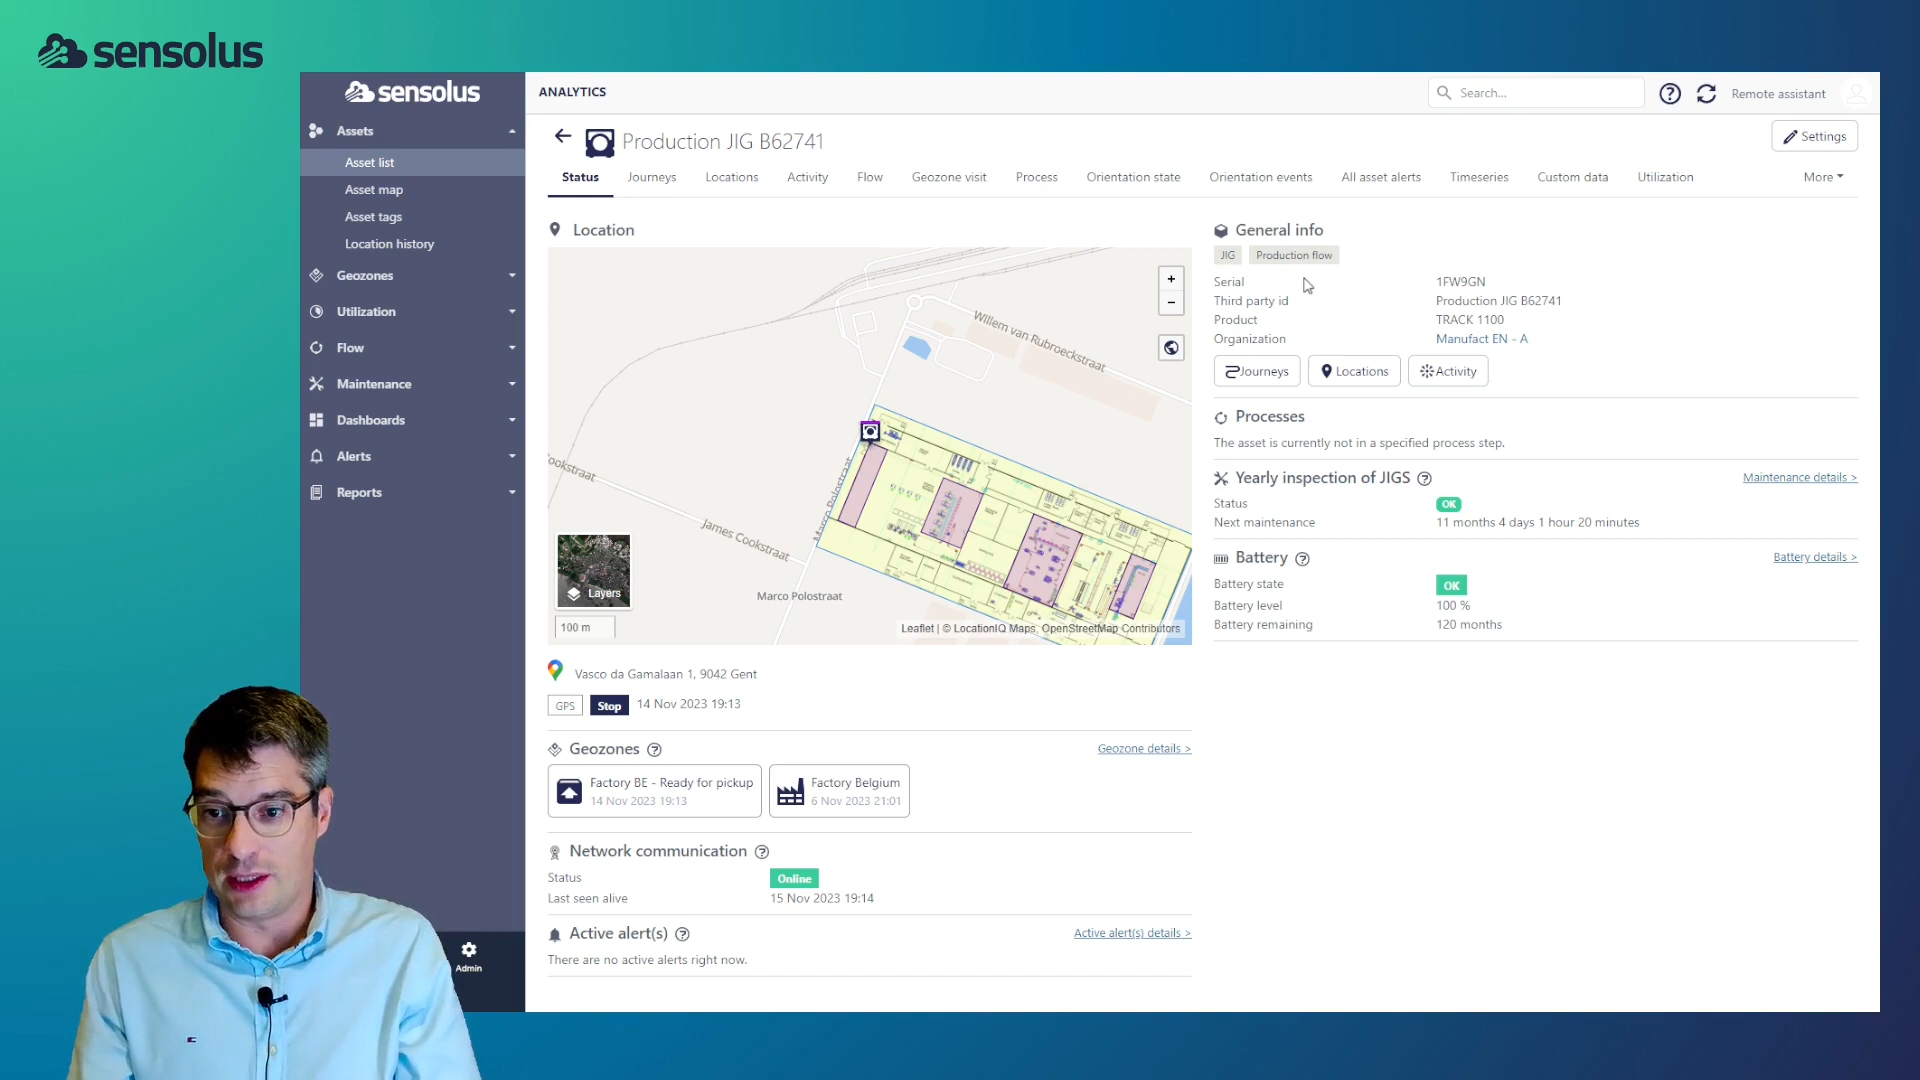 sensolus
sensolus
ANALYTICS
Search...
Remote assistant
Assets
Asset list
Asset map
Asset tags
Location history
Geozones
Utilization
Flow
Maintenance
Dashboards
Alerts
Reports
Admin
Production JIG B62741
Settings
Status Journeys Locations Activity Flow Geozone visit Process Orientation state Orientation events All asset alerts Timeseries Custom data Utilization More
Location
+
−
Willem van Rubroeckstraat
Cookstraat
James Cookstraat
Marco Polostraat
Marco Polostraat
Layers
100 m
Leaflet | © LocationIQ Maps, OpenStreetMap Contributors
Vasco da Gamalaan 1, 9042 Gent
GPS Stop 14 Nov 2023 19:13
Geozones ? Geozone details >
Factory BE - Ready for pickup
14 Nov 2023 19:13
Factory Belgium
6 Nov 2023 21:01
Network communication ?
Status Online
Last seen alive 15 Nov 2023 19:14
Active alert(s) ? Active alert(s) details >
There are no active alerts right now.
General info
JIG Production flow
Serial 1FW9GN
Third party id Production JIG B62741
Product TRACK 1100
Organization Manufact EN - A
Journeys Locations Activity
Processes
The asset is currently not in a specified process step.
Yearly inspection of JIGS ? Maintenance details >
Status OK
Next maintenance 11 months 4 days 1 hour 20 minutes
Battery ? Battery details >
Battery state OK
Battery level 100 %
Battery remaining 120 months